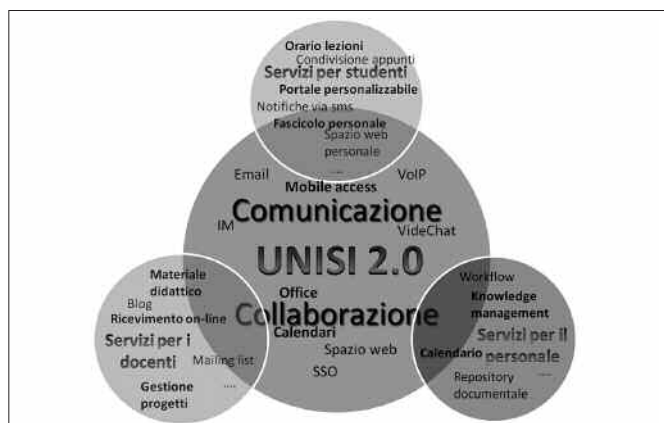 Orario lezioni
Condivisione appunti
Servizi per studenti
Portale personalizzabile
Notifiche via sms
Fascicolo personale
Spazio web
personale
....
Email
VoIP
Mobile access
Comunicazione
IM
VideChat
UNISI 2.0
Office
Collaborazione
Calendari
Spazio web
SSO
Materiale
didattico
Blog
Ricevimento on-line
Servizi per i
docenti
Mailing list
....
Gestione
progetti
Workflow
Knowledge
management
Servizi per il
Calendario personale
Repository
documentale
....